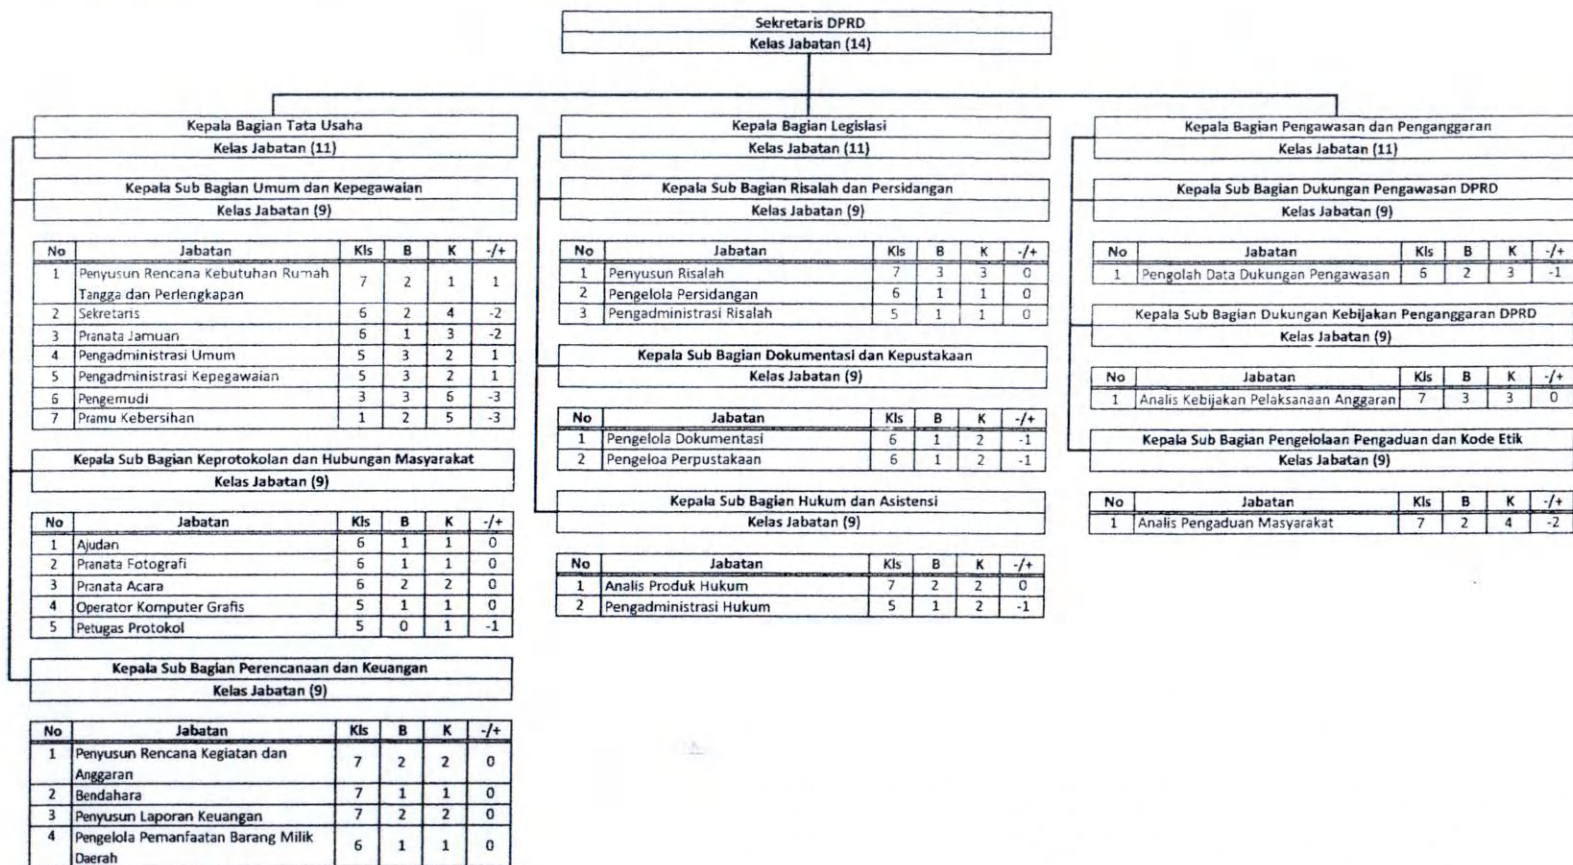 Sekretaris DPRD
Kelas Jabatan (14)
Kepala Bagian Tata Usaha
Kelas Jabatan (11)
Kepala Sub Bagian Umum dan Kepegawaian
Kelas Jabatan (9)
No Jabatan Kls B K -/+
1 Penyusun Rencana Kebutuhan Rumah
Tangga dan Perlengkapan 7 2 1 1
2 Sekretaris 6 2 4 -2
3 Pranata Jamuan 6 1 3 -2
4 Pengadministrasi Umum 5 3 2 1
5 Pengadministrasi Kepegawaian 5 3 2 1
6 Pengemudi 3 3 6 -3
7 Pramu Kebersihan 1 2 5 -3
Kepala Sub Bagian Keprotokolan dan Hubungan Masyarakat
Kelas Jabatan (9)
No Jabatan Kls B K -/+
1 Ajudan 6 1 1 0
2 Pranata Fotografi 6 1 1 0
3 Pranata Acara 6 2 2 0
4 Operator Komputer Grafis 5 1 1 0
5 Petugas Protokol 5 0 1 -1
Kepala Sub Bagian Perencanaan dan Keuangan
Kelas Jabatan (9)
No Jabatan Kls B K -/+
1 Penyusun Rencana Kegiatan dan
Anggaran 7 2 2 0
2 Bendahara 7 1 1 0
3 Penyusun Laporan Keuangan 7 2 2 0
4 Pengelola Pemanfaatan Barang Milik
Daerah 6 1 1 0
Kepala Bagian Legislasi
Kelas Jabatan (11)
Kepala Sub Bagian Risalah dan Persidangan
Kelas Jabatan (9)
No Jabatan Kls B K -/+
1 Penyusun Risalah 7 3 3 0
2 Pengelola Persidangan 6 1 1 0
3 Pengadministrasi Risalah 5 1 1 0
Kepala Sub Bagian Dokumentasi dan Kepustakaan
Kelas Jabatan (9)
No Jabatan Kls B K -/+
1 Pengelola Dokumentasi 6 1 2 -1
2 Pengeloa Perpustakaan 6 1 2 -1
Kepala Sub Bagian Hukum dan Asistensi
Kelas Jabatan (9)
No Jabatan Kls B K -/+
1 Analis Produk Hukum 7 2 2 0
2 Pengadministrasi Hukum 5 1 2 -1
Kepala Bagian Pengawasan dan Penganggaran
Kelas Jabatan (11)
Kepala Sub Bagian Dukungan Pengawasan DPRD
Kelas Jabatan (9)
No Jabatan Kls B K -/+
1 Pengolah Data Dukungan Pengawasan 6 2 3 -1
Kepala Sub Bagian Dukungan Kebijakan Penganggaran DPRD
Kelas Jabatan (9)
No Jabatan Kls B K -/+
1 Analis Kebijakan Pelaksanaan Anggaran 7 3 3 0
Kepala Sub Bagian Pengelolaan Pengaduan dan Kode Etik
Kelas Jabatan (9)
No Jabatan Kls B K -/+
1 Analis Pengaduan Masyarakat 7 2 4 -2